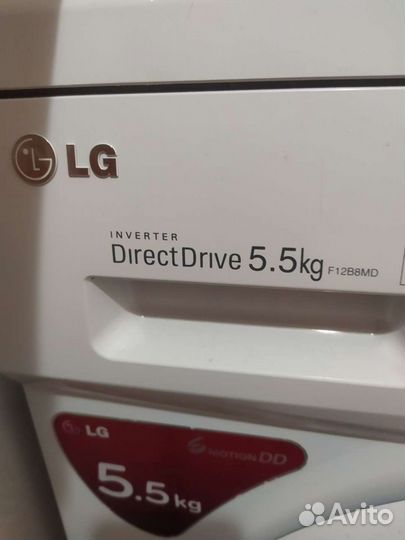 LG
INVERTER
DirectDrive 5.5kg F12B8MD
LG
6 MOTION DD
5.5kg
Avito